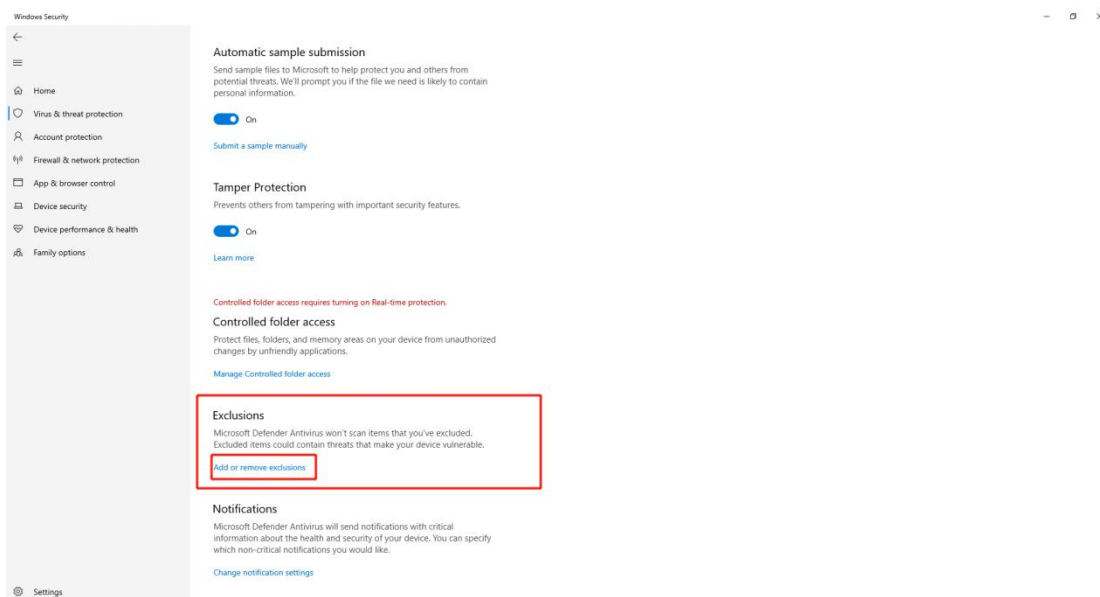 Windows Security
Home
Virus & threat protection
Account protection
Firewall & network protection
App & browser control
Device security
Device performance & health
Family options
Settings
Automatic sample submission
Send sample files to Microsoft to help protect you and others from
potential threats. We'll prompt you if the file we need is likely to contain
personal information.
On
Submit a sample manually
Tamper Protection
Prevents others from tampering with important security features.
On
Learn more
Controlled folder access requires turning on Real-time protection.
Controlled folder access
Protect files, folders, and memory areas on your device from unauthorized
changes by unfriendly applications.
Manage Controlled folder access
Exclusions
Microsoft Defender Antivirus won't scan items that you've excluded.
Excluded items could contain threats that make your device vulnerable.
Add or remove exclusions
Notifications
Microsoft Defender Antivirus will send notifications with critical
information about the health and security of your device. You can specify
which non-critical notifications you would like.
Change notification settings